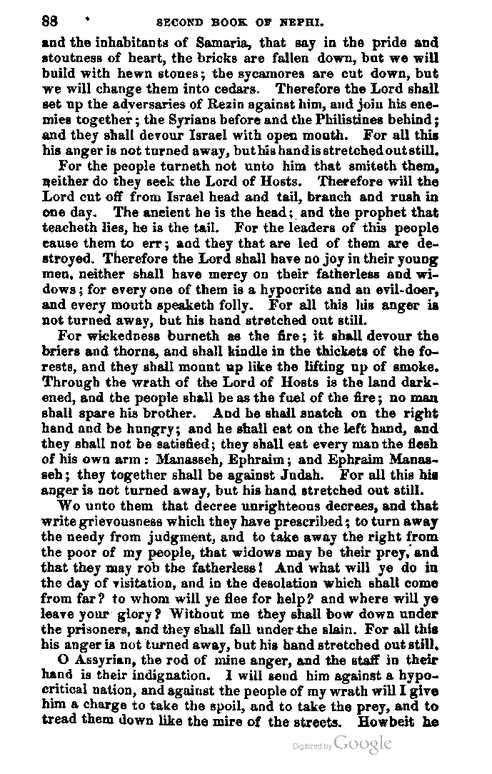 88 SECOND BOOK OF NEPHI.
and the inhabitants of Samaria, that say in the pride and
stoutness of heart, the bricks are fallen down, but we will
build with hewn stones; the sycamores are cut down, but
we will change them into cedars. Therefore the Lord shall
set up the adversaries of Rezin against him, and join his ene-
mies together; the Syrians before and the Philistines behind;
and they shall devour Israel with open mouth. For all this
his anger is not turned away, but his hand is stretched out still.
For the people turneth not unto him that smiteth them,
neither do they seek the Lord of Hosts. Therefore will the
Lord cut off from Israel head and tail, branch and rush in
one day. The ancient he is the head; and the prophet that
teacheth lies, he is the tail. For the leaders of this people
cause them to err; and they that are led of them are de-
stroyed. Therefore the Lord shall have no joy in their young
men, neither shall have mercy on their fatherless and wi-
dows; for every one of them is a hypocrite and an evil-doer,
and every mouth speaketh folly. For all this his anger is
not turned away, but his hand stretched out still.
For wickedness burneth as the fire; it shall devour the
briers and thorns, and shall kindle in the thickets of the fo-
rests, and they shall mount up like the lifting up of smoke.
Through the wrath of the Lord of Hosts is the land dark-
ened, and the people shall be as the fuel of the fire; no man
shall spare his brother. And he shall snatch on the right
hand and be hungry; and he shall eat on the left hand, and
they shall not be satisfied; they shall eat every man the flesh
of his own arm: Manasseh, Ephraim; and Ephraim Manas-
seh; they together shall be against Judah. For all this his
anger is not turned away, but his hand stretched out still.
Wo unto them that decree unrighteous decrees, and that
write grievousness which they have prescribed; to turn away
the needy from judgment, and to take away the right from
the poor of my people, that widows may be their prey, and
that they may rob the fatherless! And what will ye do in
the day of visitation, and in the desolation which shall come
from far? to whom will ye flee for help? and where will ye
leave your glory? Without me they shall bow down under
the prisoners, and they shall fall under the slain. For all this
his anger is not turned away, but his hand stretched out still.
O Assyrian, the rod of mine anger, and the staff in their
hand is their indignation. I will send him against a hypo-
critical nation, and against the people of my wrath will I give
him a charge to take the spoil, and to take the prey, and to
tread them down like the mire of the streets. Howbeit he
Digitized by Google